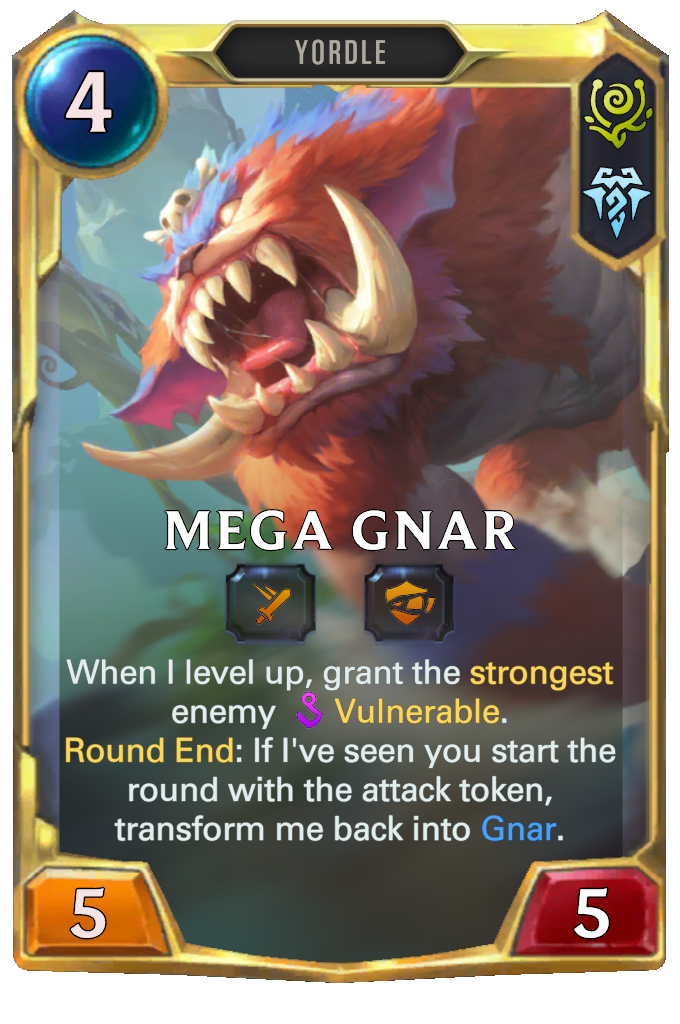 YORDLE
4
MEGA GNAR
When I level up, grant the strongest
enemy Vulnerable.
Round End: If I've seen you start the
round with the attack token,
transform me back into Gnar.
5
5